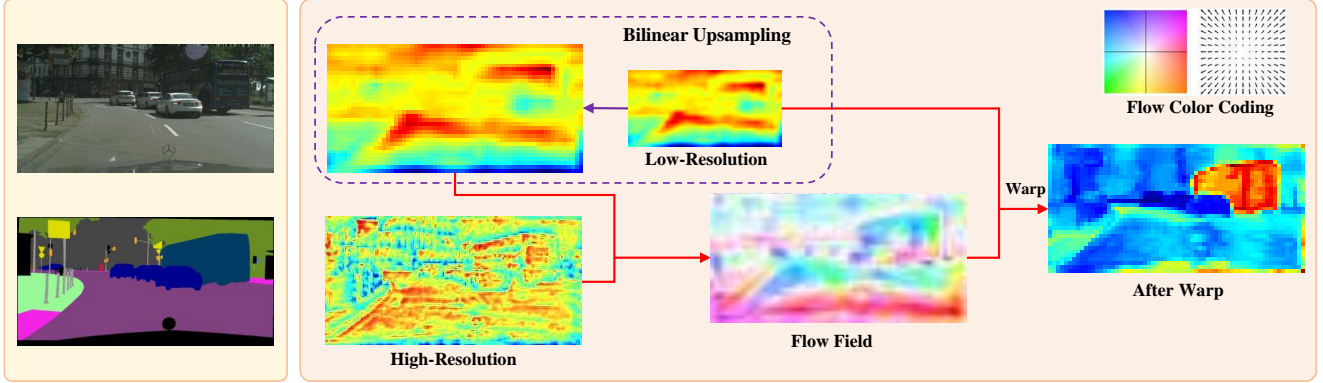 Bilinear Upsampling
Low-Resolution
High-Resolution
Flow Field
Flow Color Coding
Warp
After Warp